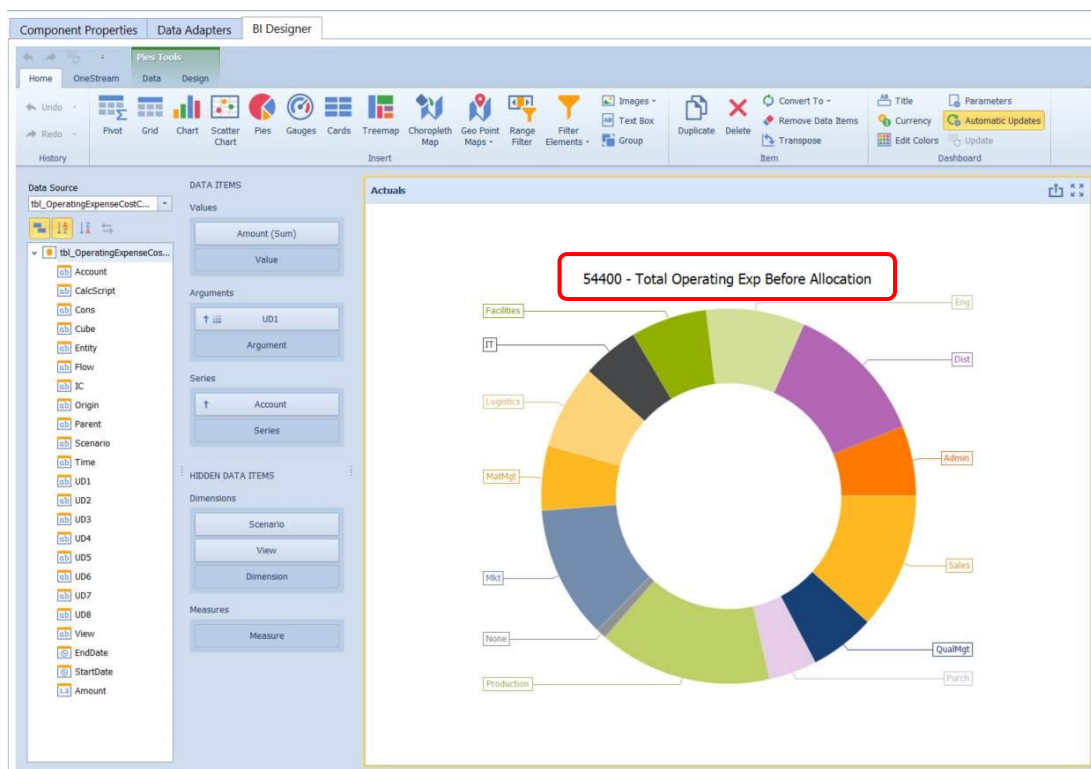 Component Properties Data Adapters BI Designer
Pies Tools
Home OneStream Data Design
Undo
Redo
History
Pivot Grid Chart Scatter Chart Pies Gauges Cards Treemap Choropleth Map Geo Point Maps Range Filter Filter Elements
Images
Text Box
Group
Insert
Duplicate Delete
Convert To
Remove Data Items
Transpose
Item
Title Parameters
Currency Automatic Updates
Edit Colors Update
Dashboard
Data Source
tbl_OperatingExpenseCostC...
tbl_OperatingExpenseCos...
Account
CalcScript
Cons
Cube
Entity
Flow
IC
Origin
Parent
Scenario
Time
UD1
UD2
UD3
UD4
UD5
UD6
UD7
UD8
View
EndDate
StartDate
Amount
DATA ITEMS
Values
Amount (Sum)
Value
Arguments
UD1
Argument
Series
Account
Series
HIDDEN DATA ITEMS
Dimensions
Scenario
View
Dimension
Measures
Measure
Actuals
54400 - Total Operating Exp Before Allocation
Facilities
IT
Logistics
MatMgt
Mkt
None
Production
Eng
Dist
Admin
Sales
QualMgt
Purch